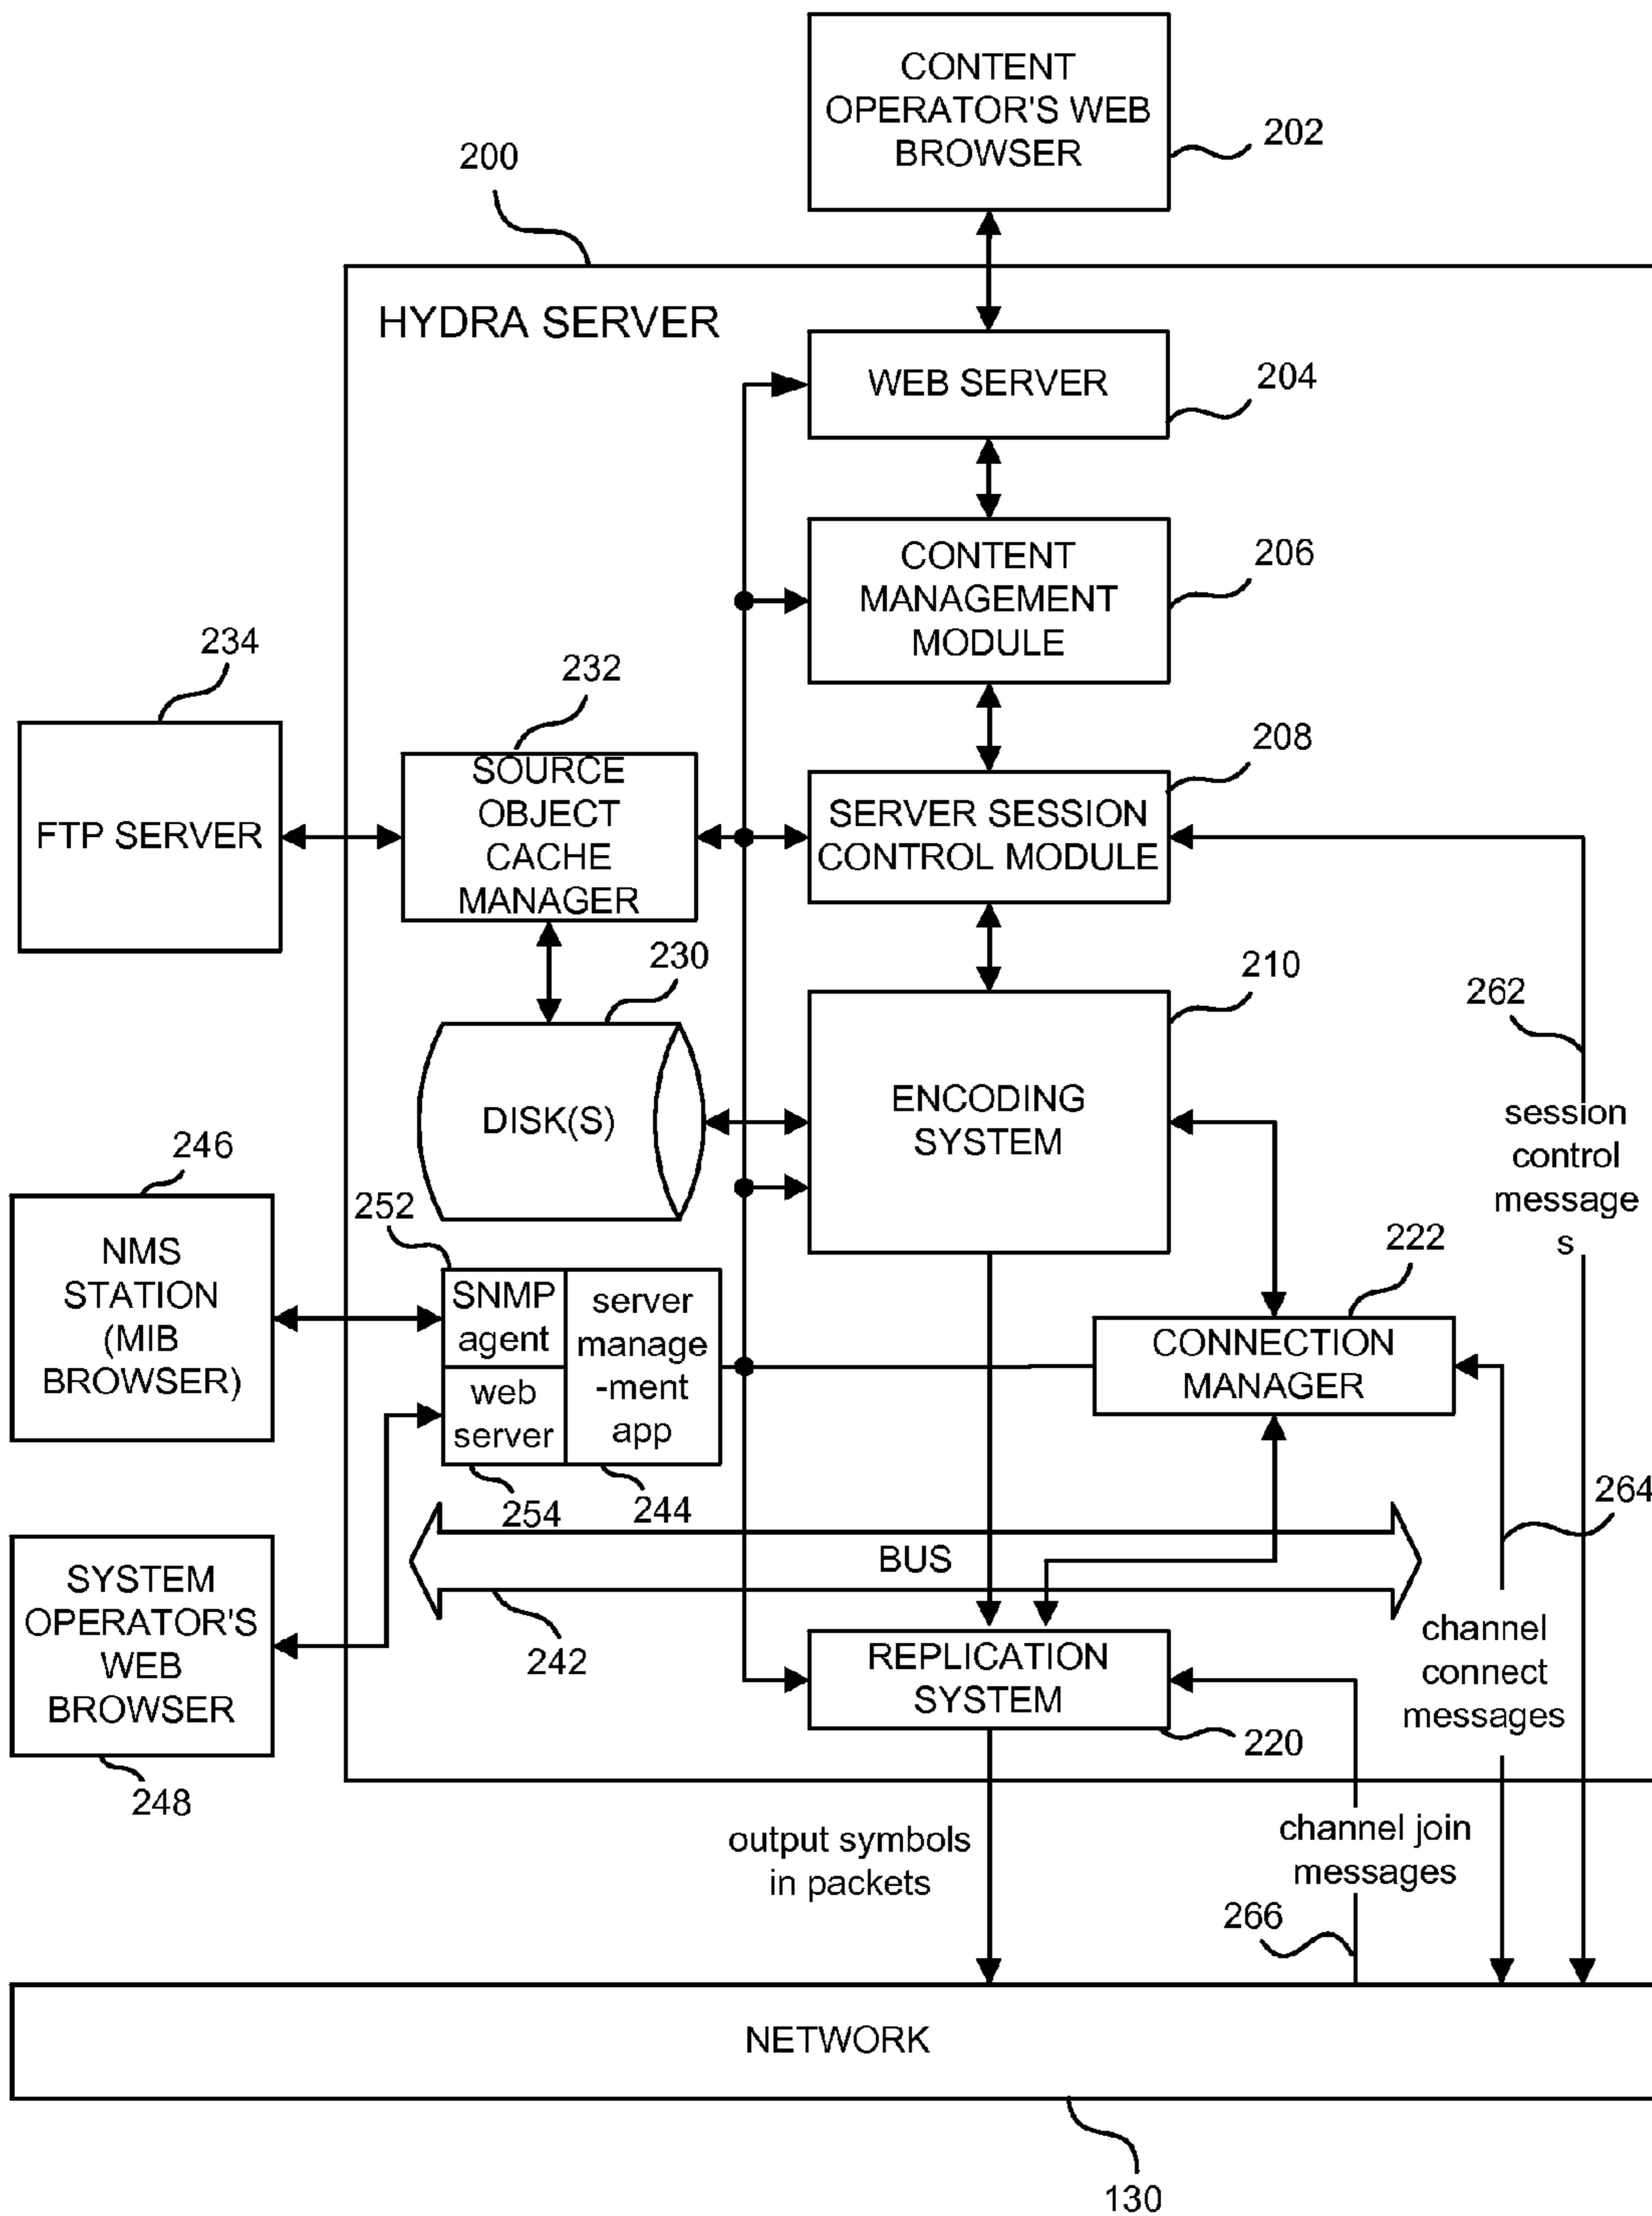 CONTENT
OPERATOR'S WEB
BROWSER
202
200
HYDRA SERVER
WEB SERVER
204
CONTENT
MANAGEMENT
MODULE
206
234
232
208
FTP SERVER
SOURCE
OBJECT
CACHE
MANAGER
SERVER SESSION
CONTROL MODULE
230
210
262
DISK(S)
ENCODING
SYSTEM
session
control
message
s
246
252
222
NMS
STATION
(MIB
BROWSER)
SNMP
agent
server
manage
-ment
app
web
server
CONNECTION
MANAGER
254
244
264
BUS
SYSTEM
OPERATOR'S
WEB
BROWSER
242
REPLICATION
SYSTEM
channel
connect
messages
220
248
output symbols
in packets
channel join
messages
266
NETWORK
130